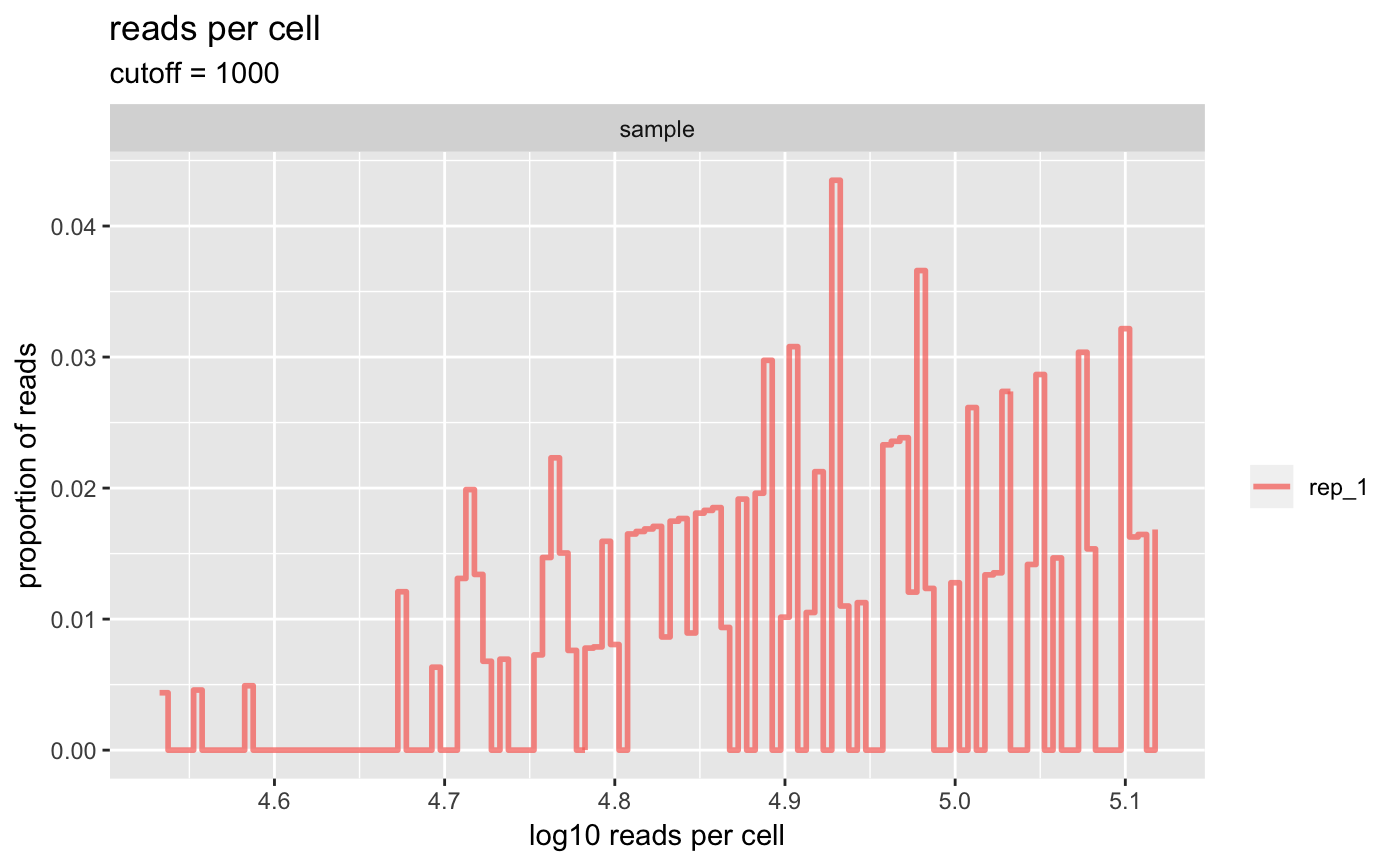 reads per cell
cutoff = 1000
sample
0.04
0.03
0.02
0.01
0.00
proportion of reads
rep_1
4.6 4.7 4.8 4.9 5.0 5.1
log10 reads per cell